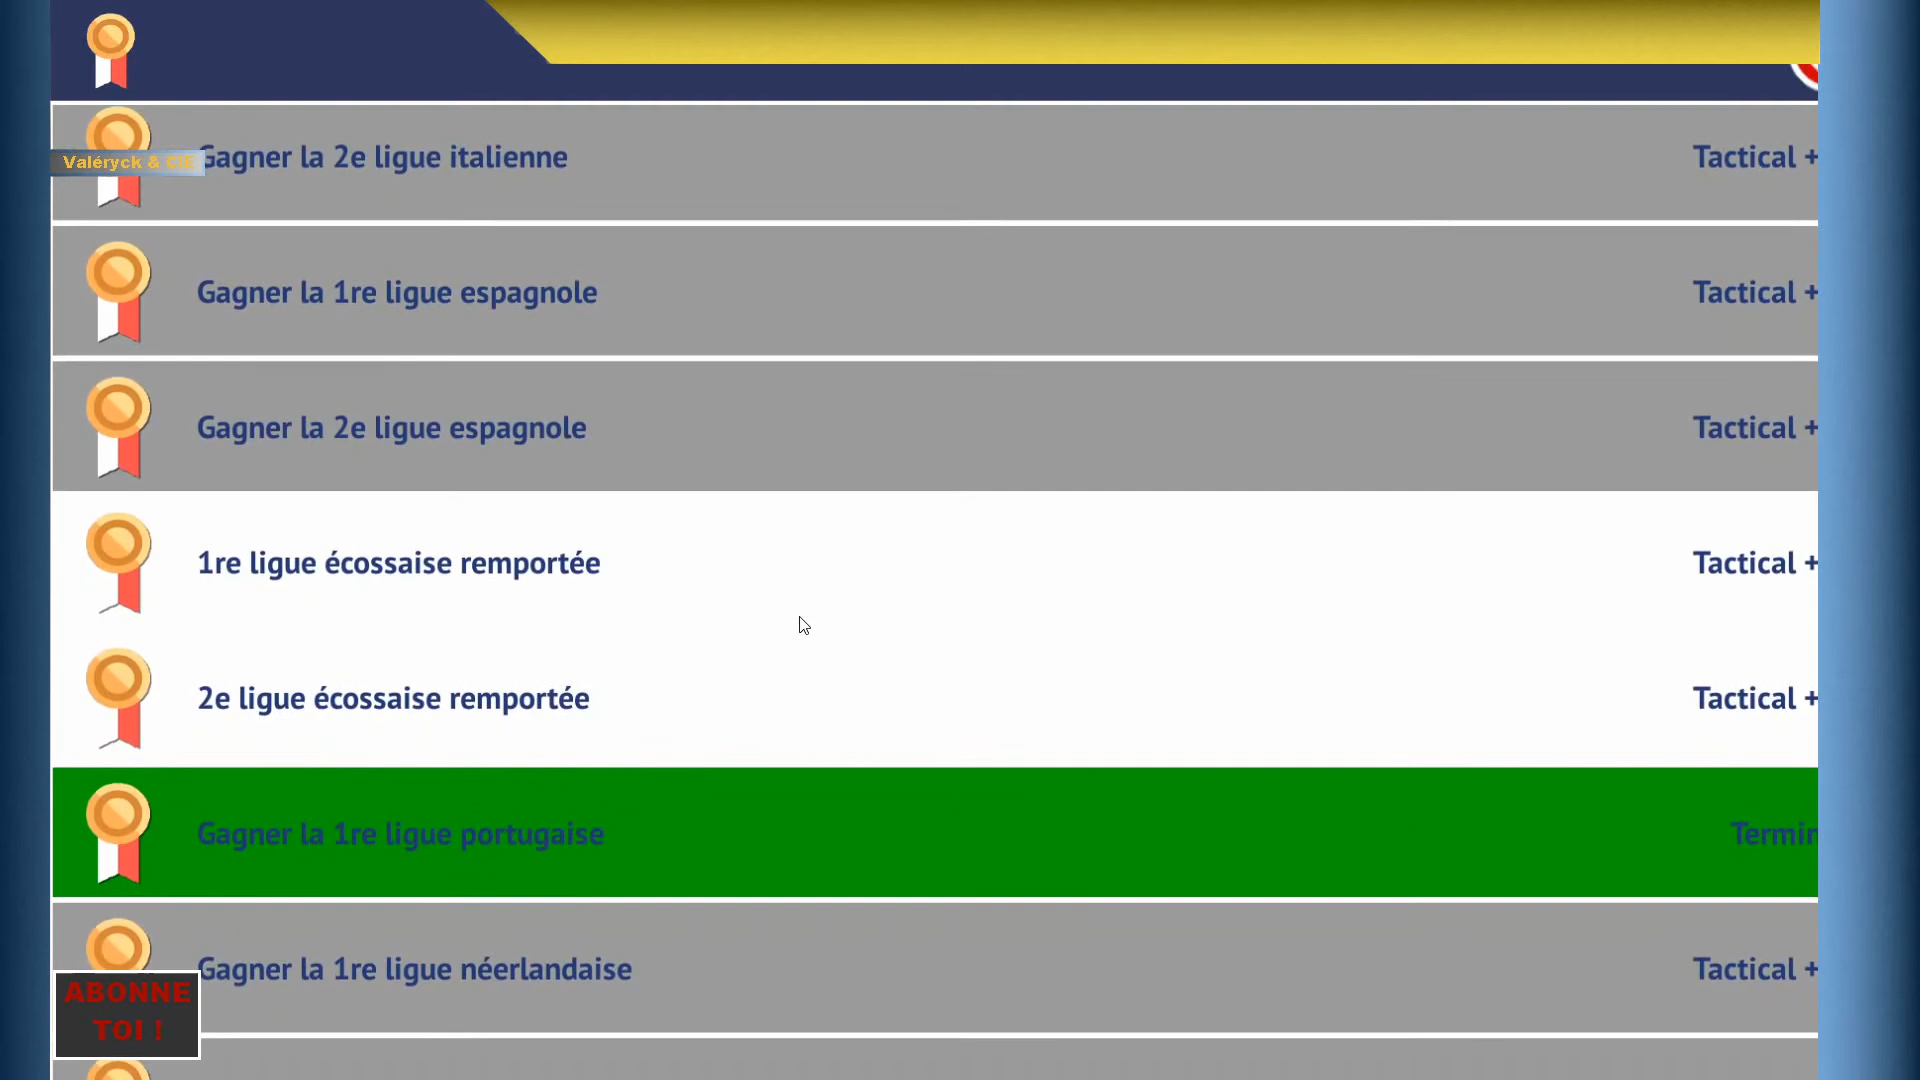 Valéryck & CIE
Gagner la 2e ligue italienne Tactical +
Gagner la 1re ligue espagnole Tactical +
Gagner la 2e ligue espagnole Tactical +
1re ligue écossaise remportée Tactical +
2e ligue écossaise remportée Tactical +
Gagner la 1re ligue portugaise Termin
Gagner la 1re ligue néerlandaise Tactical +
ABONNE
TOI !